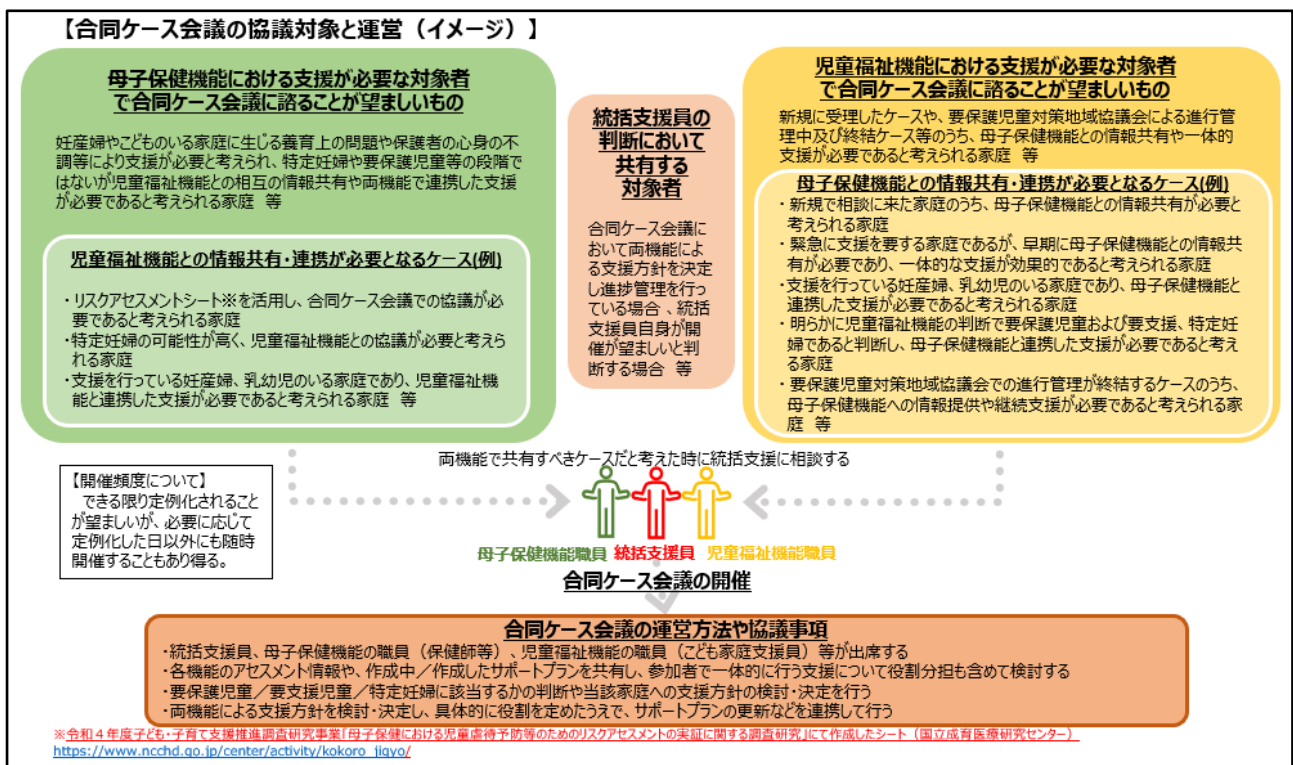 【合同ケース会議の協議対象と運営（イメージ）】
母子保健機能における支援が必要な対象者
で合同ケース会議に諮ることが望ましいもの
妊産婦やこどものいる家庭に生じる養育上の問題や保護者の心身の不
調等により支援が必要と考えられ、特定妊婦や要保護児童等の段階で
はないが児童福祉機能との相互の情報共有や両機能で連携した支援
が必要であると考えられる家庭　等
児童福祉機能との情報共有・連携が必要となるケース(例)
・リスクアセスメントシート※を活用し、合同ケース会議での協議が必
要であると考えられる家庭
・特定妊婦の可能性が高く、児童福祉機能との協議が必要と考えら
れる家庭
・支援を行っている妊産婦、乳幼児のいる家庭であり、児童福祉機
能と連携した支援が必要であると考えられる家庭　等
統括支援員の
判断において
共有する
対象者
合同ケース会議に
おいて両機能によ
る支援方針を決定
し進捗管理を行っ
ている場合、統括
支援員自身が開
催が望ましいと判
断する場合　等
児童福祉機能における支援が必要な対象者
で合同ケース会議に諮ることが望ましいもの
新規に受理したケースや、要保護児童対策地域協議会による進行管
理中及び終結ケース等のうち、母子保健機能との情報共有や一体的
支援が必要であると考えられる家庭　等
母子保健機能との情報共有・連携が必要となるケース(例)
・新規で相談に来た家庭のうち、母子保健機能との情報共有が必要と
考えられる家庭
・緊急に支援を要する家庭であるが、早期に母子保健機能との情報共
有が必要であり、一体的な支援が効果的であると考えられる家庭
・支援を行っている妊産婦、乳幼児のいる家庭であり、母子保健機能と
連携した支援が必要であると考えられる家庭
・明らかに児童福祉機能の判断で要保護児童および要支援、特定妊
婦であると判断し、母子保健機能と連携した支援が必要であると考え
る家庭
・要保護児童対策地域協議会での進行管理が終結するケースのうち、
母子保健機能への情報提供や継続支援が必要であると考えられる家
庭　等
両機能で共有すべきケースだと考えた時に統括支援に相談する
【開催頻度について】
できる限り定例化されること
が望ましいが、必要に応じて
定例化した日以外にも随時
開催することもあり得る。
母子保健機能職員　統括支援員　児童福祉機能職員
合同ケース会議の開催
合同ケース会議の運営方法や協議事項
・統括支援員、母子保健機能の職員（保健師等）、児童福祉機能の職員（こども家庭支援員）等が出席する
・各機能のアセスメント情報や、作成中／作成したサポートプランを共有し、参加者で一体的に行う支援について役割分担も含めて検討する
・要保護児童／要支援児童／特定妊婦に該当するかの判断や当該家庭への支援方針の検討・決定を行う
・両機能による支援方針を検討・決定し、具体的に役割を定めたうえで、サポートプランの更新などを連携して行う
※令和４年度子ども・子育て支援推進調査研究事業「母子保健における児童虐待予防等のためのリスクアセスメントの実証に関する調査研究」にて作成したシート（国立成育医療研究センター）
https://www.ncchd.go.jp/center/activity/kokoro_jigyo/